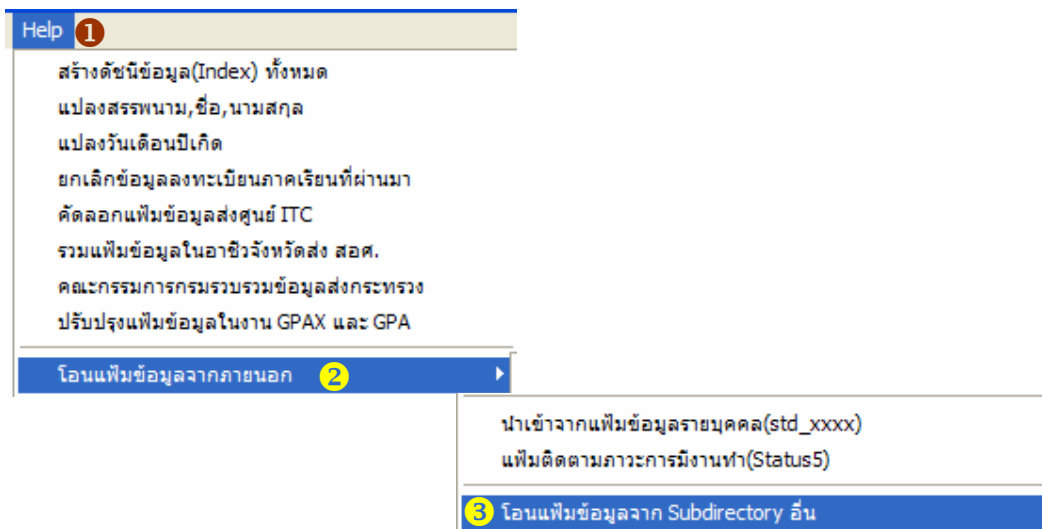 Help 1
สร้างดัชนีข้อมูล(Index) ทั้งหมด
แปลงสรรพนาม,ชื่อ,นามสกุล
แปลงวันเดือนปีเกิด
ยกเลิกข้อมูลลงทะเบียนภาคเรียนที่ผ่านมา
คัดลอกแฟ้มข้อมูลส่งศูนย์ ITC
รวมแฟ้มข้อมูลในอาชีวจังหวัดส่ง สอศ.
คณะกรรมการกรมรวบรวมข้อมูลส่งกระทรวง
ปรับปรุงแฟ้มข้อมูลในงาน GPAX และ GPA
โอนแฟ้มข้อมูลจากภายนอก 2
นำเข้าจากแฟ้มข้อมูลรายบุคคล(std_xxxx)
แฟ้มติดตามภาวะการมีงานทำ(Status5)
3 โอนแฟ้มข้อมูลจาก Subdirectory อื่น